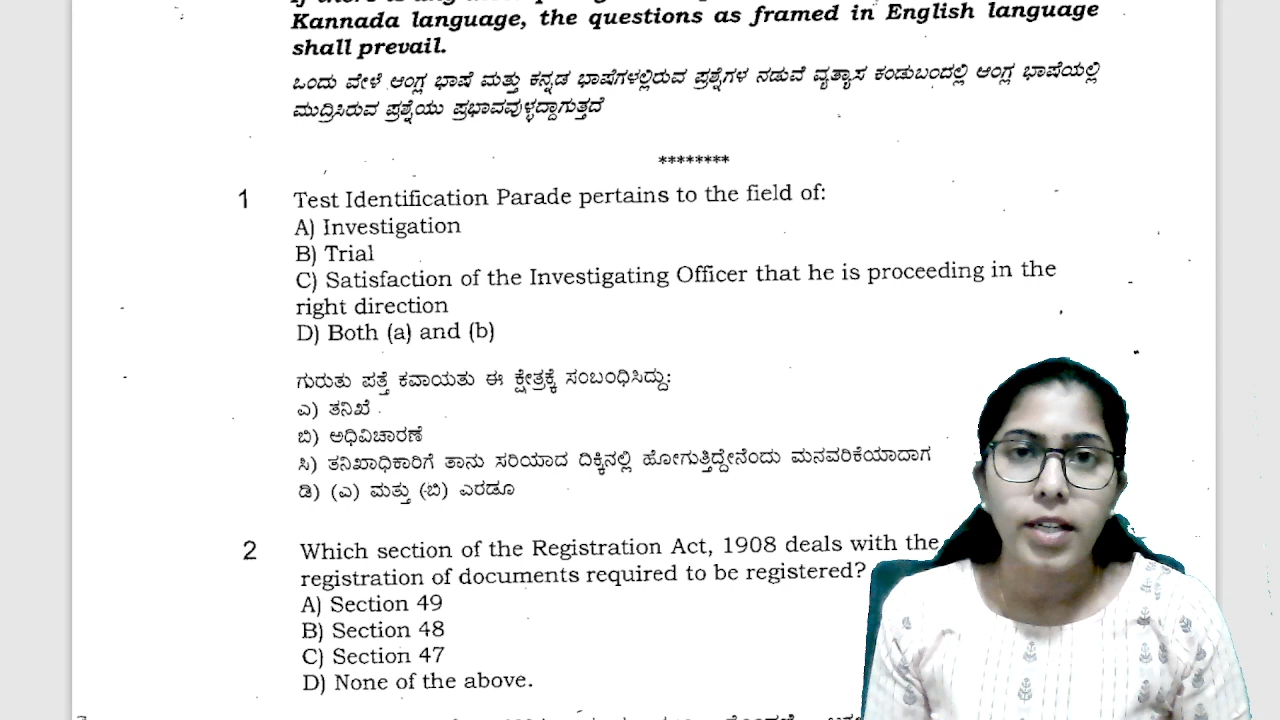 Kannada language, the questions as framed in English language
shall prevail.
ಒಂದು ವೇಳೆ ಆಂಗ್ಲ ಭಾಷೆ ಮತ್ತು ಕನ್ನಡ ಭಾಷೆಗಳಲ್ಲಿರುವ ಪ್ರಶ್ನೆಗಳ ನಡುವೆ ವ್ಯತ್ಯಾಸ ಕಂಡುಬಂದಲ್ಲಿ ಆಂಗ್ಲ ಭಾಷೆಯಲ್ಲಿ
ಮುದ್ರಿಸಿರುವ ಪ್ರಶ್ನೆಯು ಪ್ರಭಾವವುಳ್ಳದ್ದಾಗುತ್ತದೆ
********
1 Test Identification Parade pertains to the field of:
A) Investigation
B) Trial
C) Satisfaction of the Investigating Officer that he is proceeding in the
right direction
D) Both (a) and (b)
ಗುರುತು ಪತ್ತೆ ಕವಾಯತು ಈ ಕ್ಷೇತ್ರಕ್ಕೆ ಸಂಬಂಧಿಸಿದ್ದು:
ಎ) ತನಿಖೆ
ಬಿ) ಅಧಿವಿಚಾರಣೆ
ಸಿ) ತನಿಖಾಧಿಕಾರಿಗೆ ತಾನು ಸರಿಯಾದ ದಿಕ್ಕಿನಲ್ಲಿ ಹೋಗುತ್ತಿದ್ದೇನೆಂದು ಮನವರಿಕೆಯಾದಾಗ
ಡಿ) (ಎ) ಮತ್ತು (ಬಿ) ಎರಡೂ
2 Which section of the Registration Act, 1908 deals with the
registration of documents required to be registered?
A) Section 49
B) Section 48
C) Section 47
D) None of the above.